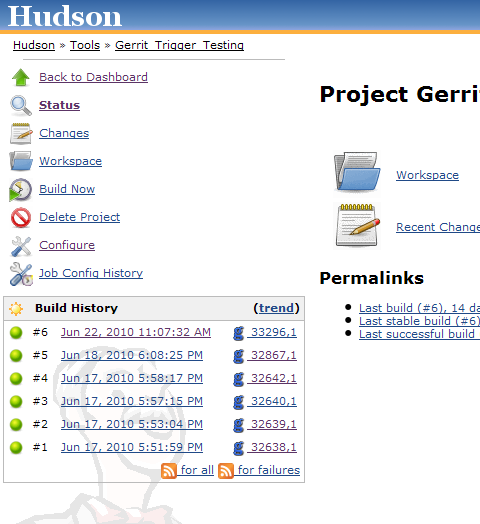 Hudson
Hudson » Tools » Gerrit_Trigger_Testing
Back to Dashboard
Status
Changes
Workspace
Build Now
Delete Project
Configure
Job Config History
Build History (trend)
#6 Jun 22, 2010 11:07:32 AM 33296,1
#5 Jun 18, 2010 6:08:25 PM 32867,1
#4 Jun 17, 2010 5:58:17 PM 32642,1
#3 Jun 17, 2010 5:57:15 PM 32640,1
#2 Jun 17, 2010 5:53:04 PM 32639,1
#1 Jun 17, 2010 5:51:59 PM 32638,1
for all for failures
Project Gerri
Workspace
Recent Change
Permalinks
Last build (#6), 14 da
Last stable build (#6)
Last successful build